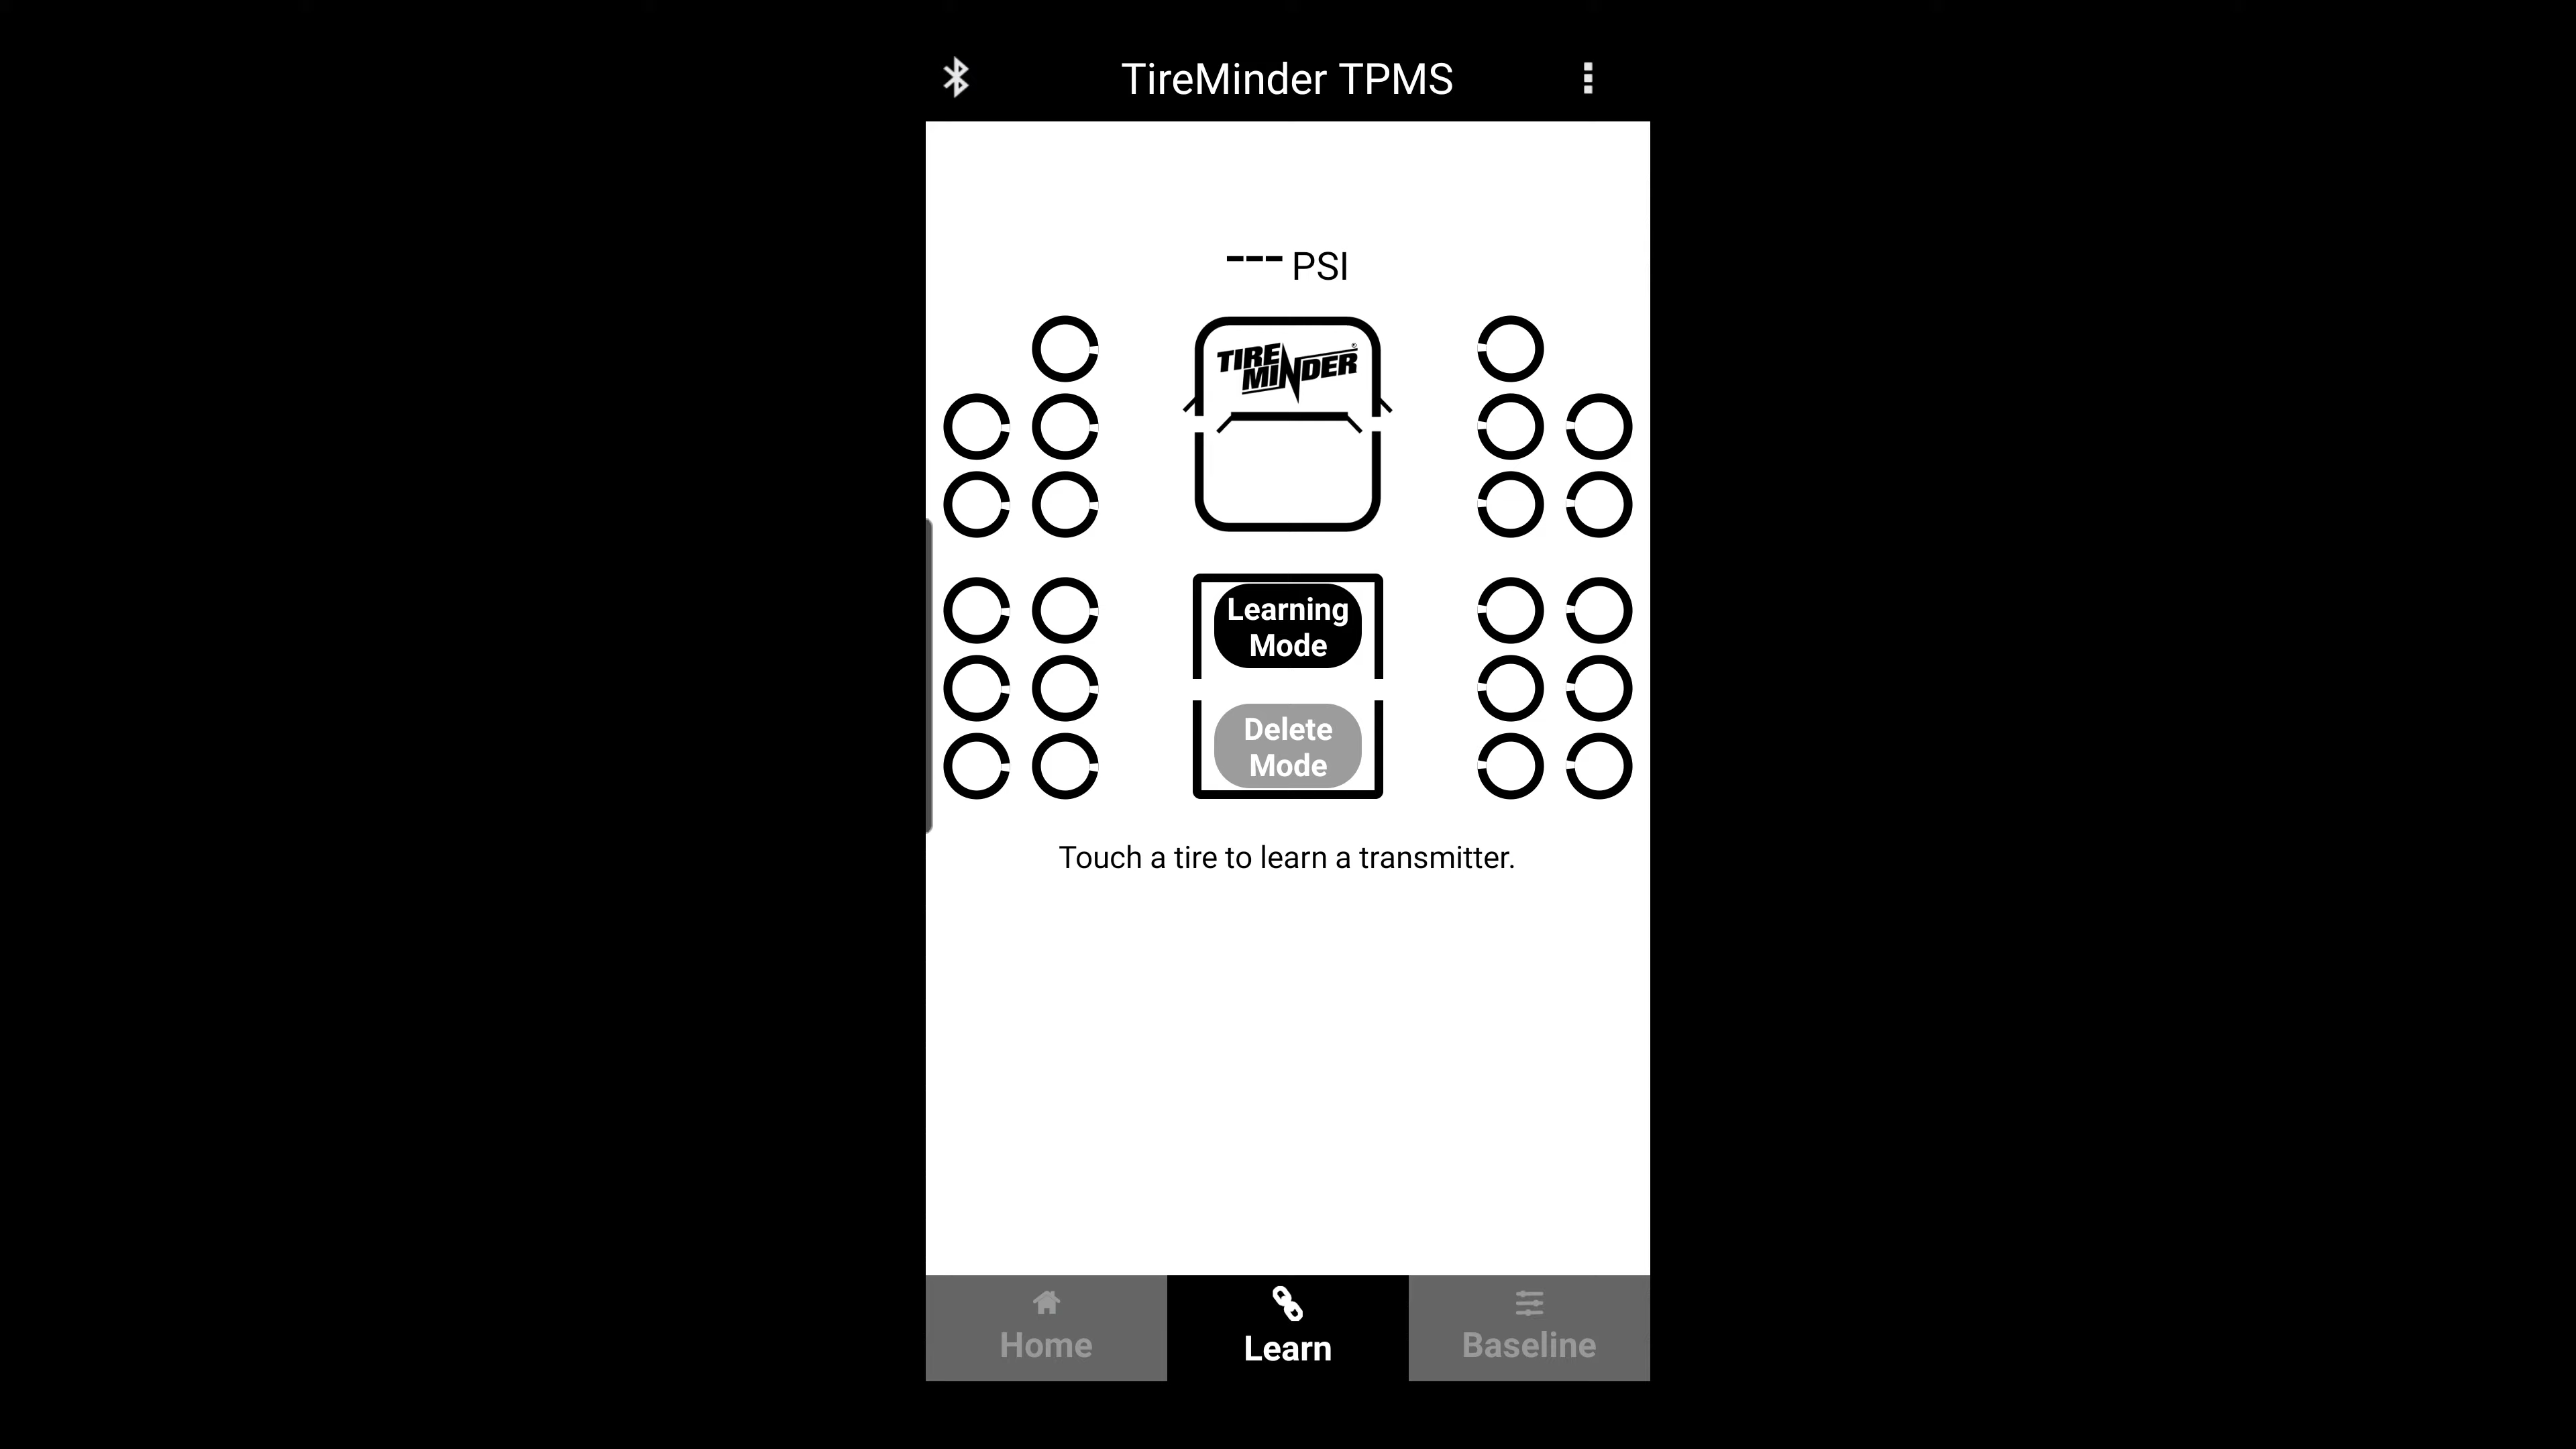 TireMinder TPMS
--- PSI
TIRE
MINDER
Learning
Mode
Delete
Mode
Touch a tire to learn a transmitter.
Home
Learn
Baseline